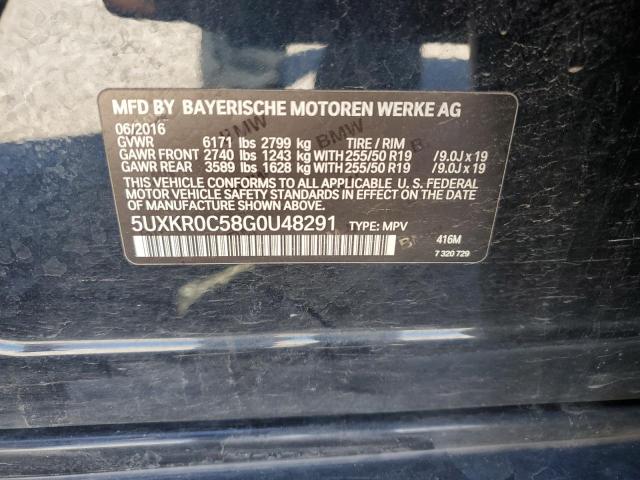 MFD BY BAYERISCHE MOTOREN WERKE AG
06/2016
GVWR 6171 lbs 2799 kg TIRE / RIM
GAWR FRONT 2740 lbs 1243 kg WITH 255/50 R19 /9.0J x 19
GAWR REAR 3589 lbs 1628 kg WITH 255/50 R19 /9.0J x 19
THIS VEHICLE CONFORMS TO ALL APPLICABLE U. S. FEDERAL
MOTOR VEHICLE SAFETY STANDARDS IN EFFECT ON THE DATE
OF MANUFACTURE SHOWN ABOVE.
5UXKR0C58G0U48291 TYPE: MPV
416M
7 320 729